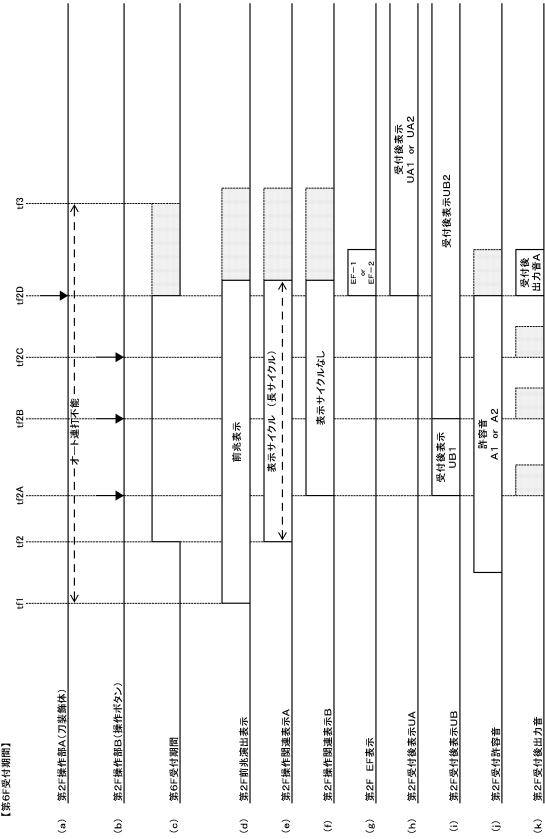 【第6F受付期間】
tf1
tf2
tf2A
tf2B
tf2C
tf2D
tf3
(a) 第2F操作部A(刀装飾体)
オート連打不能
(b) 第2F操作部B(操作ボタン)
(c) 第6F受付期間
(d) 第2F前兆演出表示
前兆表示
(e) 第2F操作関連表示A
表示サイクル (長サイクル)
(f) 第2F操作関連表示B
表示サイクルなし
(g) 第2F EF表示
EF-1
or
EF-2
(h) 第2F受付後表示UA
受付後表示
UA1 or UA2
(i) 第2F受付後表示UB
受付後表示
UB1
受付後表示UB2
(j) 第2F受付許容音
許容音
A1 or A2
(k) 第2F受付後出力音
受付後
出力音A